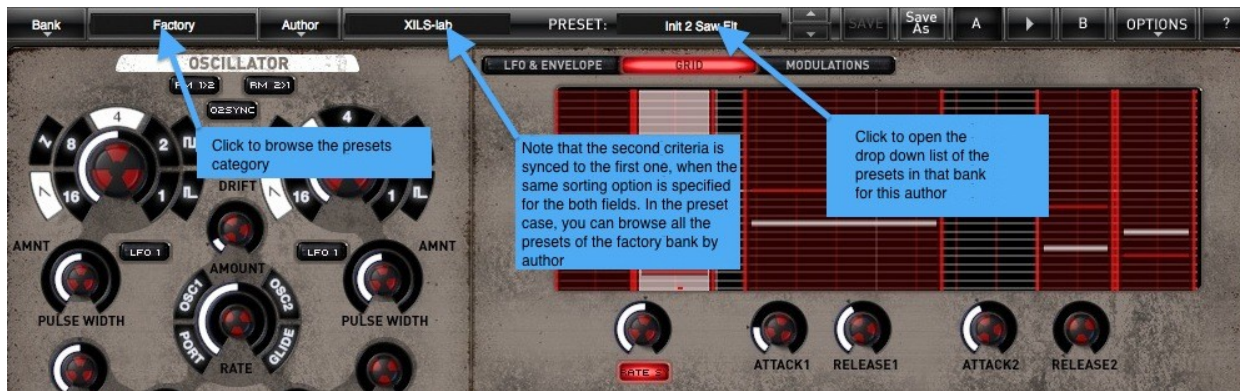 Bank
Factory
Author
XILS-lab
PRESET:
Init 2 Saw Flt
SAVE
Save
As
A
B
OPTIONS
?
OSCILLATOR
RM 1>2
RM 2>1
O2SYNC
LFO & ENVELOPE
GRID
MODULATIONS
4
8
2
16
1
4
16
1
Click to browse the presets
category
Note that the second criteria is
synced to the first one, when the
same sorting option is specified
for the both fields. In the preset
case, you can browse all the
presets of the factory bank by
author
Click to open the
drop down list of the
presets in that bank
for this author
DRIFT
AMNT
LFO 1
LFO 1
AMNT
AMOUNT
PULSE WIDTH
OSC1
OSC2
PORT
GLIDE
RATE
PULSE WIDTH
ATTACK1
RELEASE1
ATTACK2
RELEASE2